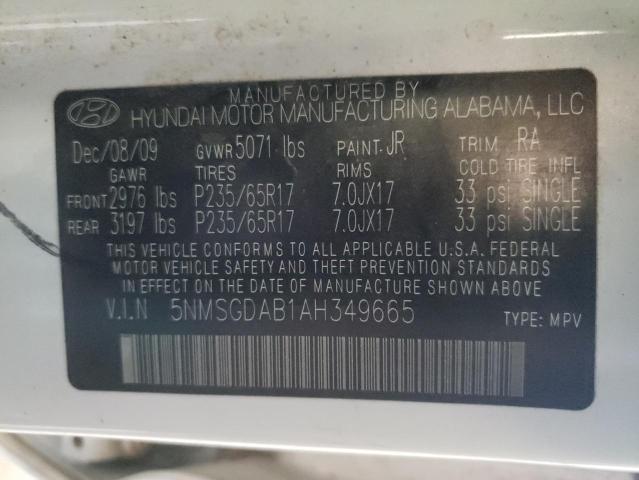 MANUFACTURED BY
HYUNDAI MOTOR MANUFACTURING ALABAMA, LLC
Dec/08/09 GVWR 5071 lbs PAINT. JR TRIM RA
GAWR TIRES RIMS COLD TIRE INFL
FRONT 2976 lbs P235/65R17 7.0JX17 33 psi SINGLE
REAR 3197 lbs P235/65R17 7.0JX17 33 psi SINGLE
THIS VEHICLE CONFORMS TO ALL APPLICABLE U.S.A. FEDERAL
MOTOR VEHICLE SAFETY AND THEFT PREVENTION STANDARDS IN
EFFECT ON THE DATE OF MANUFACTURE SHOWN ABOVE.
V.I.N 5NMSGDAB1AH349665 TYPE: MPV